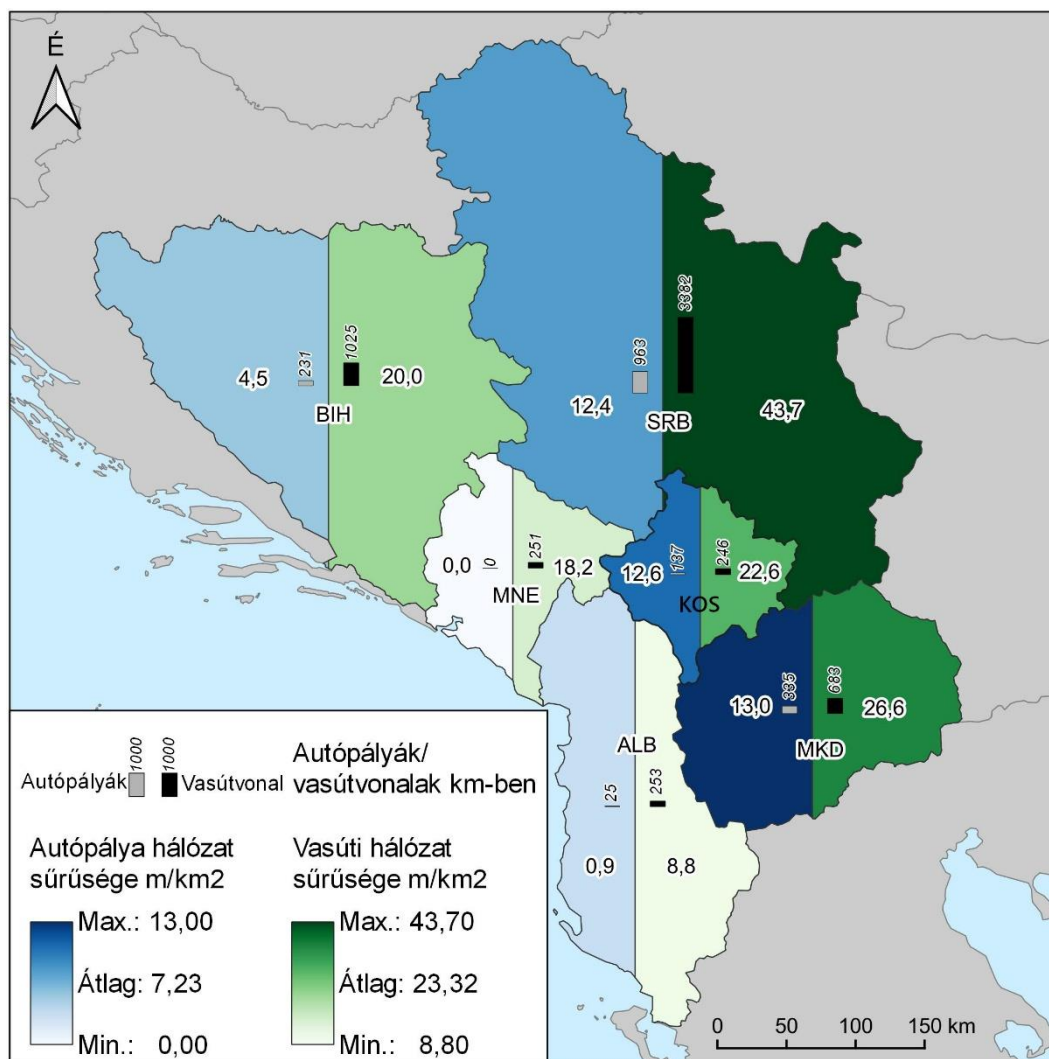 É
3382
963
1025
231
4,5
20,0
BIH
12,4
SRB
43,7
0,0
0
251
18,2
MNE
12,6
137
246
22,6
KOS
13,0
335
683
26,6
MKD
ALB
25
253
0,9
8,8
Autópályák 1000 1000 Vasútvonal
Autópályák/
vasútvonalak km-ben
Autópálya hálózat
sűrűsége m/km2
Max.: 13,00
Átlag: 7,23
Min.: 0,00
Vasúti hálózat
sűrűsége m/km2
Max.: 43,70
Átlag: 23,32
Min.: 8,80
0 50 100 150 km